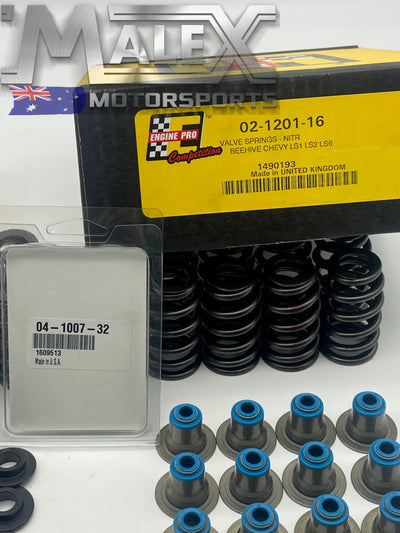 MALEX
MOTORSPORTS
ENGINE PRO
Competition
02-1201-16
VALVE SPRINGS - NITR
BEEHIVE CHEVY LS1 LS2 LS6
1490193
Made in UNITED KINGDOM
04-1007-32
1609513
Made in U.S.A.